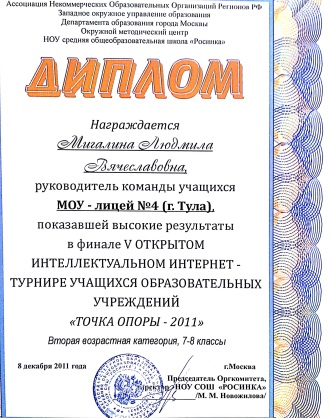 Ассоциация Некоммерческих Образовательных Организаций Регионов РФ
Западное окружное управление образования
Департамента образования города Москвы
Окружной методический центр
НОУ средняя общеобразовательная школа «Росинка»
ДИПЛОМ
Награждается
Мигалина Людмила
Вячеславовна,
руководитель команды учащихся
МОУ - лицей №4 (г. Тула),
показавшей высокие результаты
в финале V ОТКРЫТОМ
ИНТЕЛЛЕКТУАЛЬНОМ ИНТЕРНЕТ -
ТУРНИРЕ УЧАЩИХСЯ ОБРАЗОВАТЕЛЬНЫХ
УЧРЕЖДЕНИЙ
«ТОЧКА ОПОРЫ - 2011»
Вторая возрастная категория, 7-8 классы
8 декабря 2011 года г.Москва
Председатель Оргкомитета,
директор НОУ СОШ «РОСИНКА»
/М. М. Новожилова/